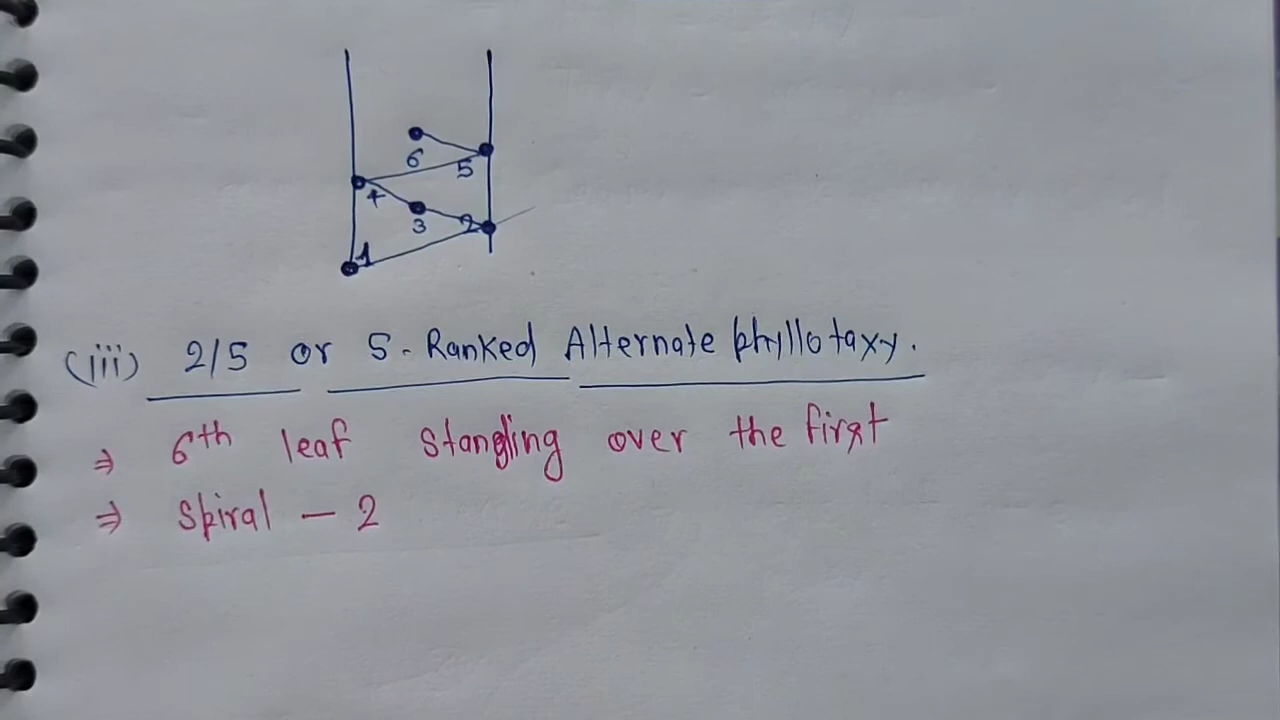 6
5
4
3
2
1
(iii) 2/5 or 5-Ranked Alternate phyllotaxy.
⇒ 6th leaf Stangling over the first
⇒ Spiral – 2